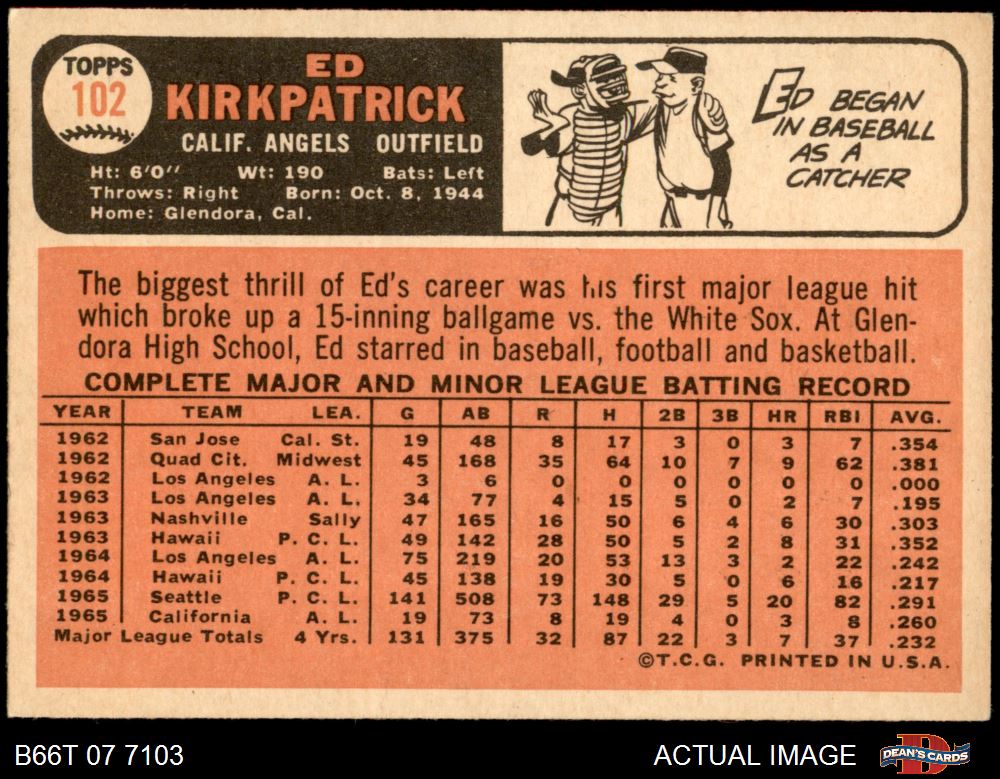 TOPPS
102
ED
KIRKPATRICK
CALIF. ANGELS OUTFIELD
Ht: 6'0'' Wt: 190 Bats: Left
Throws: Right Born: Oct. 8, 1944
Home: Glendora, Cal.
ED BEGAN
IN BASEBALL
AS A
CATCHER
The biggest thrill of Ed's career was his first major league hit
which broke up a 15-inning ballgame vs. the White Sox. At Glen-
dora High School, Ed starred in baseball, football and basketball.
COMPLETE MAJOR AND MINOR LEAGUE BATTING RECORD
YEAR TEAM LEA. G AB R H 2B 3B HR RBI AVG.
1962 San Jose Cal. St. 19 48 8 17 3 0 3 7 .354
1962 Quad Cit. Midwest 45 168 35 64 10 7 9 62 .381
1962 Los Angeles A. L. 3 6 0 0 0 0 0 0 .000
1963 Los Angeles A. L. 34 77 4 15 5 0 2 7 .195
1963 Nashville Sally 47 165 16 50 6 4 6 30 .303
1963 Hawaii P. C. L. 49 142 28 50 5 2 8 31 .352
1964 Los Angeles A. L. 75 219 20 53 13 3 2 22 .242
1964 Hawaii P. C. L. 45 138 19 30 5 0 6 16 .217
1965 Seattle P. C. L. 141 508 73 148 29 5 20 82 .291
1965 California A. L. 19 73 8 19 4 0 3 8 .260
Major League Totals 4 Yrs. 131 375 32 87 22 3 7 37 .232
©T.C.G. PRINTED IN U.S.A.
B66T 07 7103 ACTUAL IMAGE DEAN'S CARDS